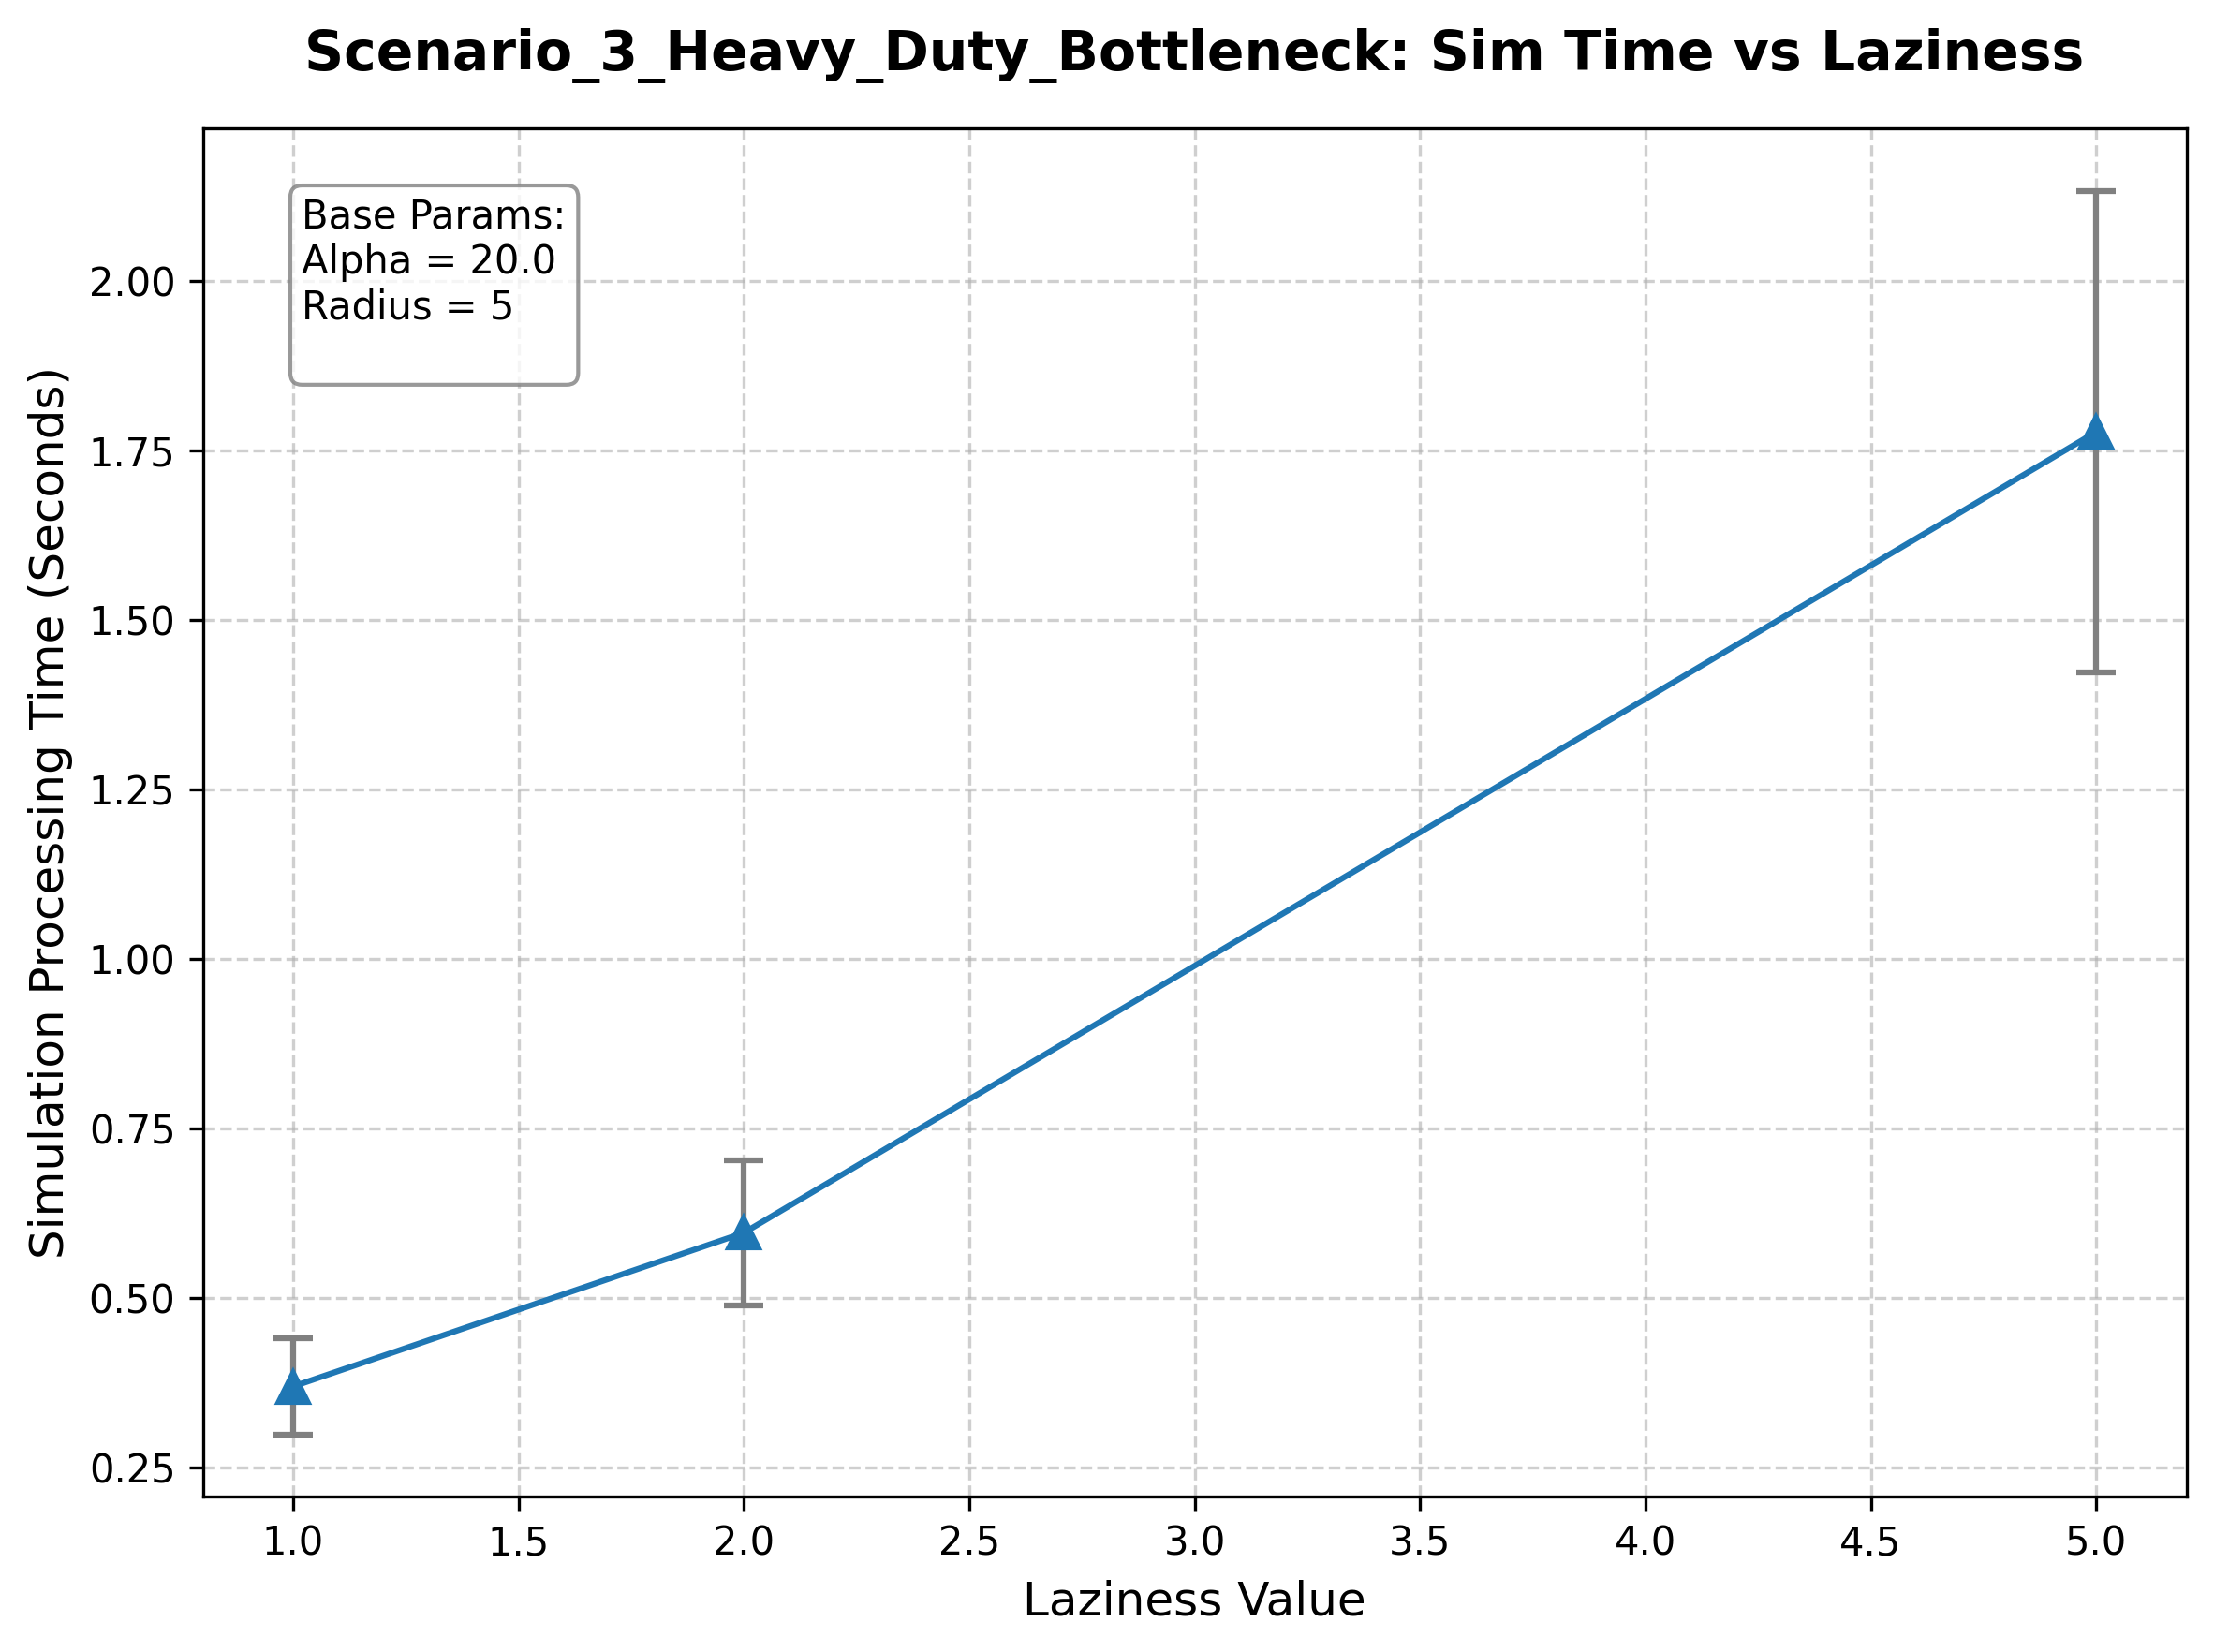 Scenario_3_Heavy_Duty_Bottleneck: Sim Time vs Laziness
Base Params:
Alpha = 20.0
Radius = 5
Simulation Processing Time (Seconds)
2.00
1.75
1.50
1.25
1.00
0.75
0.50
0.25
1.0 1.5 2.0 2.5 3.0 3.5 4.0 4.5 5.0
Laziness Value